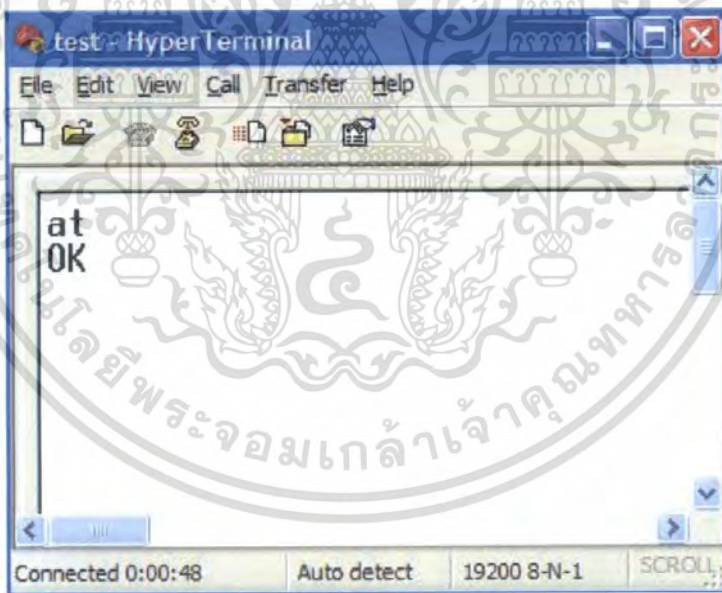 test - HyperTerminal
File Edit View Call Transfer Help
at
OK
Connected 0:00:48 Auto detect 19200 8-N-1 SCROLL
พระจอมเกล้าเจ้าคุณทหาร